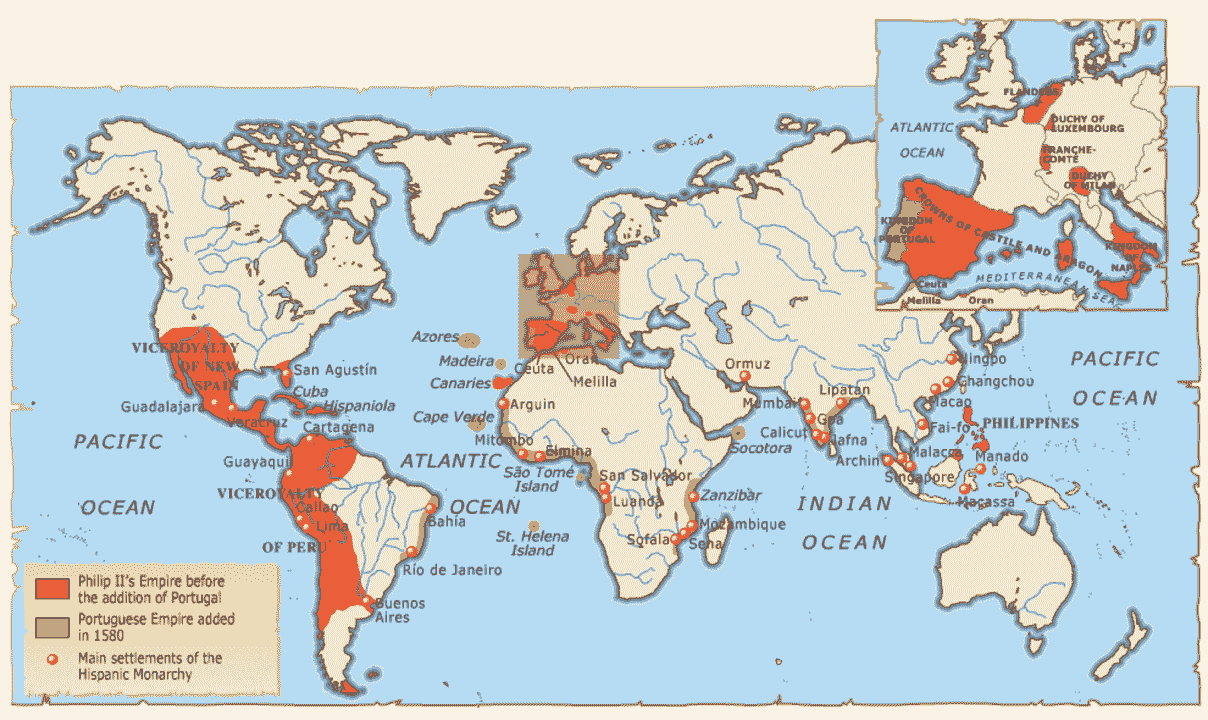 FLANDERS
DUCHY OF
LUXEMBOURG
ATLANTIC
OCEAN
FRANCHE-
COMTÉ
DUCHY
OF MILAN
CROWNS OF CASTILE AND ARAGON
KINGDOM
OF
PORTUGAL
KINGDOM
OF
NAPLES
MEDITERRANEAN SEA
Ceuta
Melilla
Oran
Azores
Madeira
Canaries
Cape Verde
Ceuta
Oran
Melilla
Arguin
Mitombo
Elmina
São Tomé
Island
San Salvador
Luanda
St. Helena
Island
Zanzibar
Mozambique
Sofala
Sena
Socotora
Ormuz
Mumbai
Lipatan
Goa
Calicut
Jafna
Ningpo
Changchou
Macao
Fai-fo
PHILIPPINES
Malacca
Manado
Archin
Singapore
Macassa
PACIFIC
OCEAN
INDIAN
OCEAN
VICEROYALTY
OF NEW
SPAIN
San Agustín
Cuba
Hispaniola
Guadalajara
Veracruz
Cartagena
PACIFIC
OCEAN
ATLANTIC
OCEAN
Guayaquil
VICEROYALTY
Callao
Lima
OF PERU
Bahía
Río de Janeiro
Buenos
Aires
Philip II's Empire before
the addition of Portugal
Portuguese Empire added
in 1580
Main settlements of the
Hispanic Monarchy